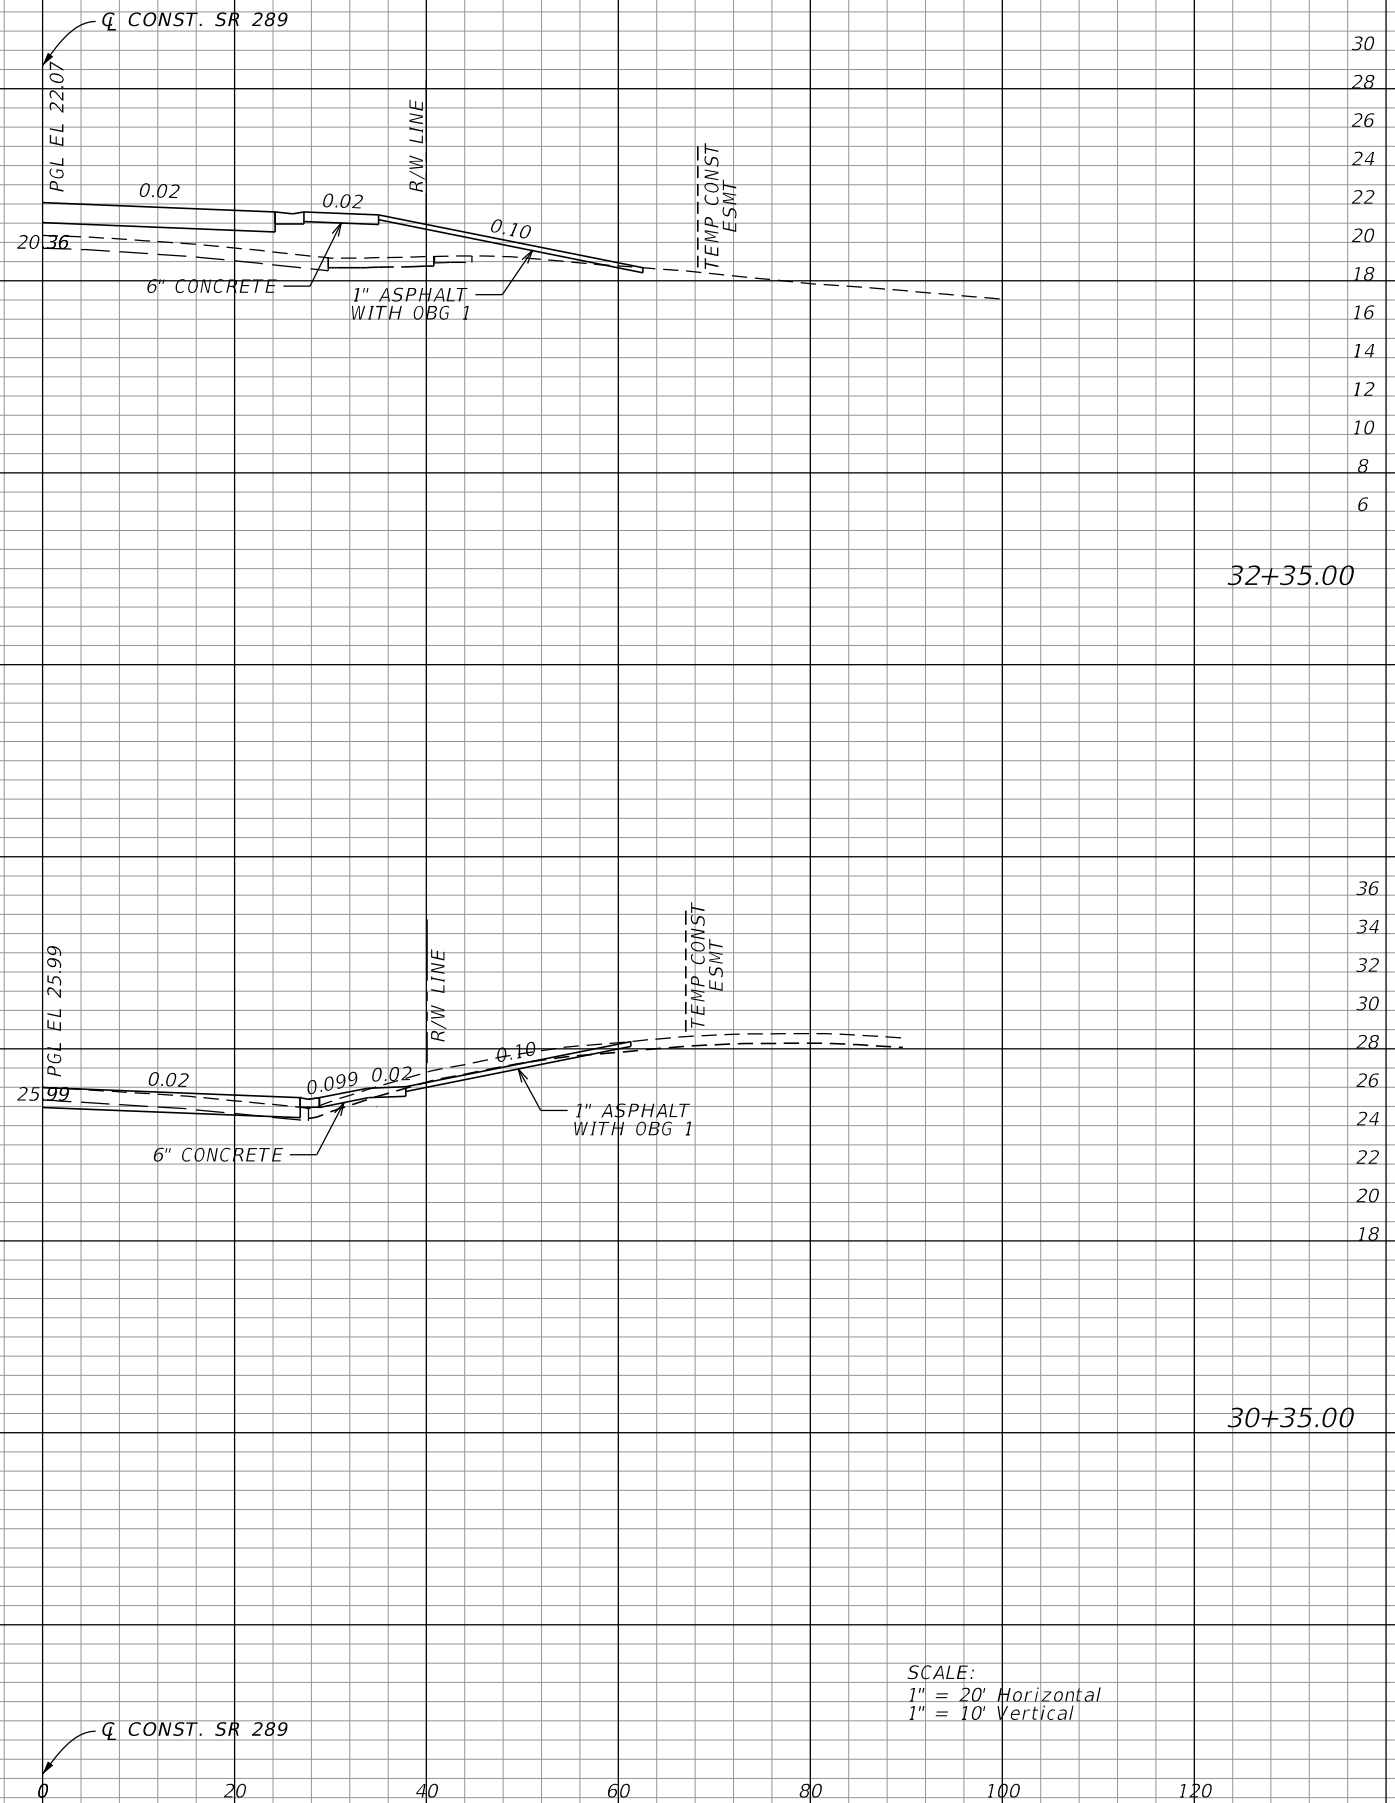 ℄ CONST. SR 289
30
28
PGL EL 22.07
26
R/W LINE
24
TEMP CONST
ESMT
0.02
0.02
22
0.10
20.36
20
18
6" CONCRETE
1" ASPHALT
WITH OBG 1
16
14
12
10
8
6
32+35.00
36
34
TEMP CONST
ESMT
PGL EL 25.99
R/W LINE
32
30
28
0.10
0.02
0.099
0.02
26
25.99
1" ASPHALT
WITH OBG 1
24
6" CONCRETE
22
20
18
30+35.00
SCALE:
1" = 20' Horizontal
1" = 10' Vertical
℄ CONST. SR 289
0 20 40 60 80 100 120